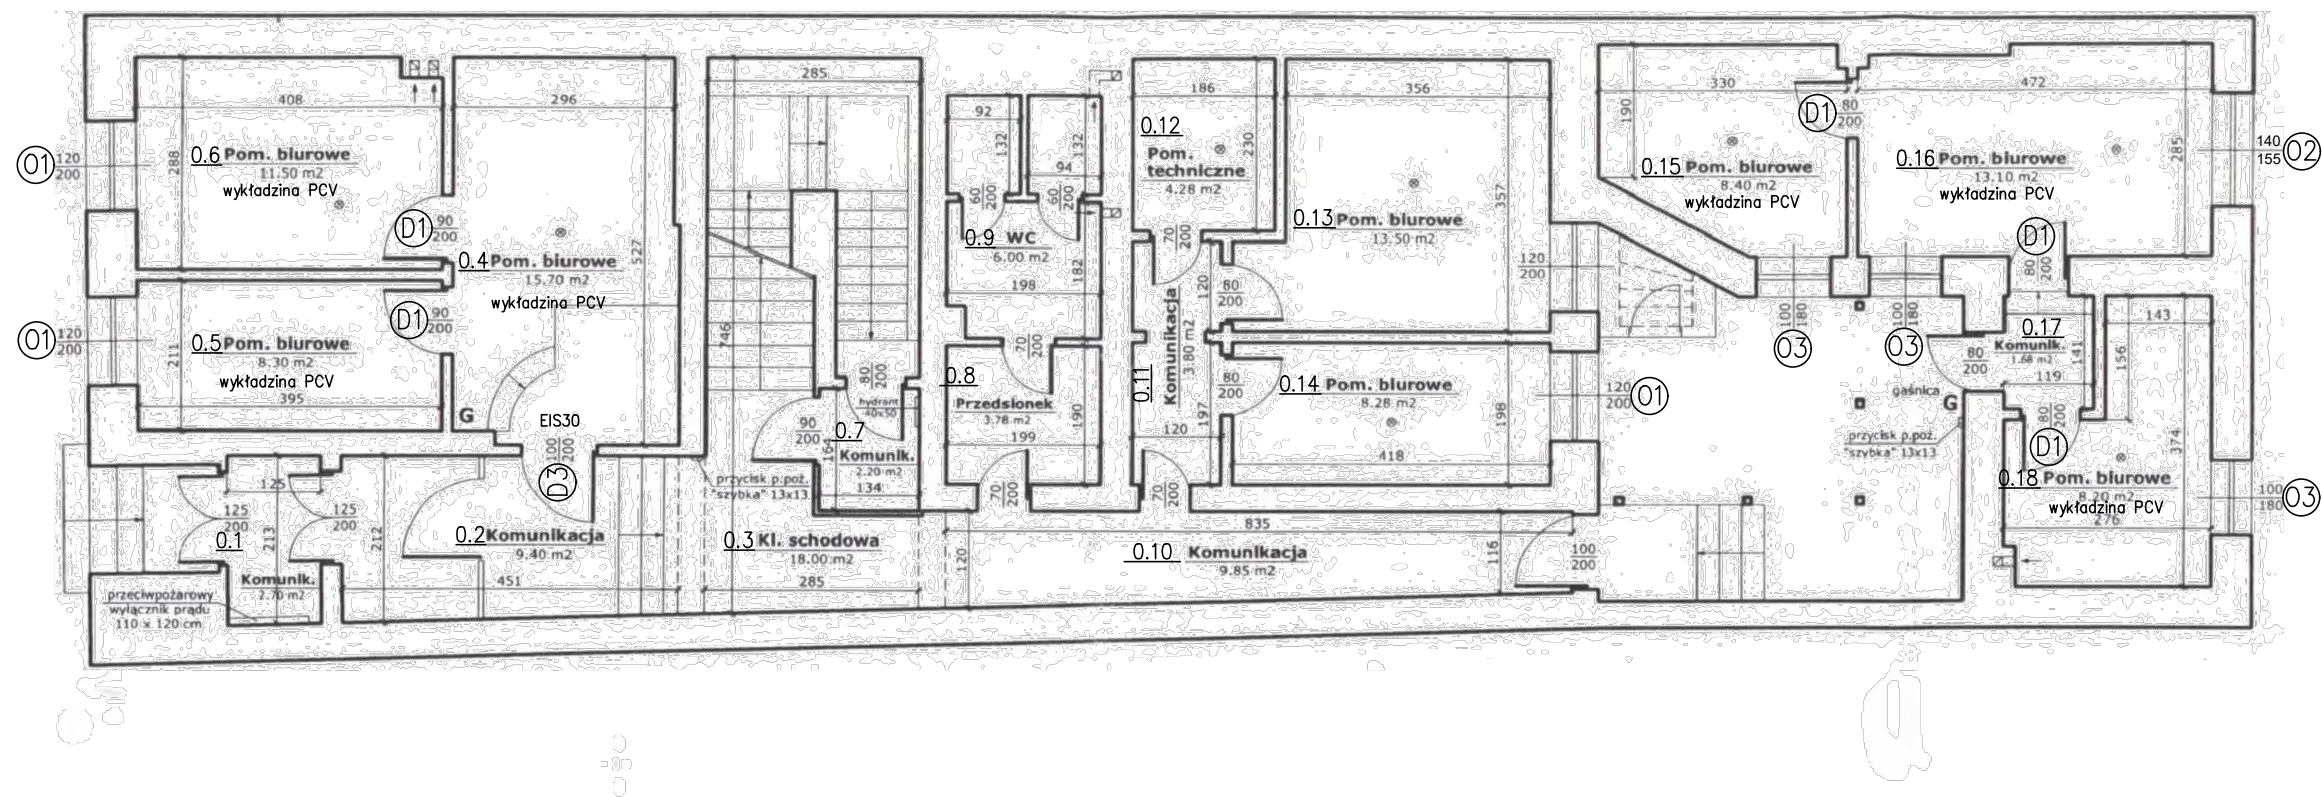 O1 120 200
408
288
0.6 Pom. biurowe
11.50 m2
wykładzina PCV
D1 90 200
296
527
0.4 Pom. biurowe
15.70 m2
wykładzina PCV
O1 120 200
211
0.5 Pom. biurowe
8.30 m2
wykładzina PCV
395
D1 90 200
G
EIS30
100 200
D3
125
125 200
125 200
0.1
213
Komunik.
2.70 m2
przeciwpożarowy
wyłącznik prądu
110 x 120 cm
212
0.2 Komunikacja
9.40 m2
451
285
746
przycisk p.poż.
"szybka" 13x13
0.3 Kl. schodowa
18.00 m2
285
80 200
hydrant
40x50
90 200
164
0.7
Komunik.
2.20 m2
134
92
132
132
94
60 200
60 200
0.9 WC
6.00 m2
182
198
70 200
0.8
Przedsionek
3.78 m2
190
199
70 200
186
0.12
Pom.
techniczne
4.28 m2
230
70 200
120
0.11
Komunikacja
3.80 m2
197
120
70 200
356
357
0.13 Pom. biurowe
13.50 m2
80 200
80 200
0.14 Pom. biurowe
8.28 m2
198
418
120 200
120 200 O1
835
120
0.10 Komunikacja
9.85 m2
116
100 200
330
190
0.15 Pom. biurowe
8.40 m2
wykładzina PCV
D1 80 200
472
0.16 Pom. biurowe
13.10 m2
wykładzina PCV
285
140 155 O2
D1
80 200
100 180
O3
100 180
O3
0.17
Komunik.
1.68 m2
141
119
80 200
143
156
gaśnica
G
przycisk p.poż.
"szybka" 13x13
80 200
D1
374
0.18 Pom. biurowe
8.20 m2
wykładzina PCV
276
100 180 O3